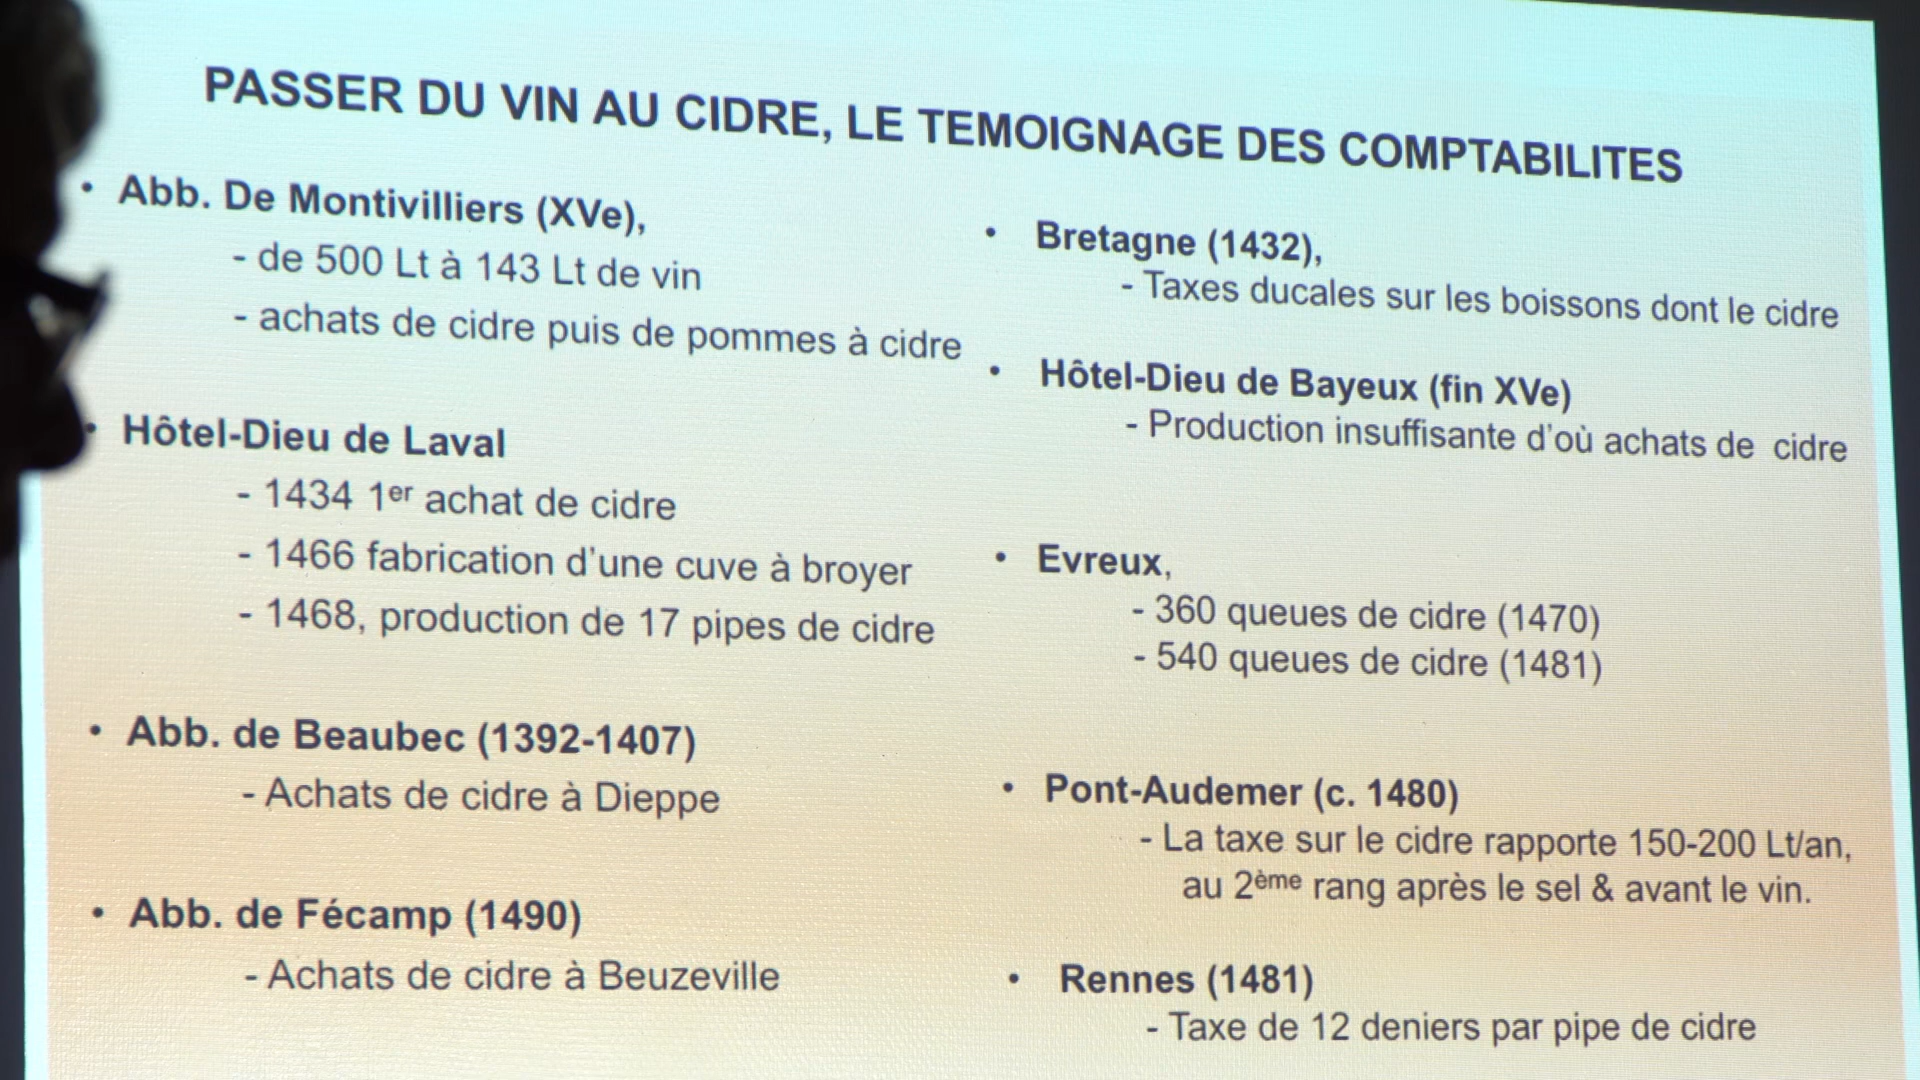 PASSER DU VIN AU CIDRE, LE TEMOIGNAGE DES COMPTABILITES
• Abb. De Montivilliers (XVe),
- de 500 Lt à 143 Lt de vin
- achats de cidre puis de pommes à cidre
• Hôtel-Dieu de Laval
- 1434 1er achat de cidre
- 1466 fabrication d'une cuve à broyer
- 1468, production de 17 pipes de cidre
• Abb. de Beaubec (1392-1407)
- Achats de cidre à Dieppe
• Abb. de Fécamp (1490)
- Achats de cidre à Beuzeville
• Bretagne (1432),
- Taxes ducales sur les boissons dont le cidre
• Hôtel-Dieu de Bayeux (fin XVe)
- Production insuffisante d'où achats de cidre
• Evreux,
- 360 queues de cidre (1470)
- 540 queues de cidre (1481)
• Pont-Audemer (c. 1480)
- La taxe sur le cidre rapporte 150-200 Lt/an,
au 2ème rang après le sel & avant le vin.
• Rennes (1481)
- Taxe de 12 deniers par pipe de cidre